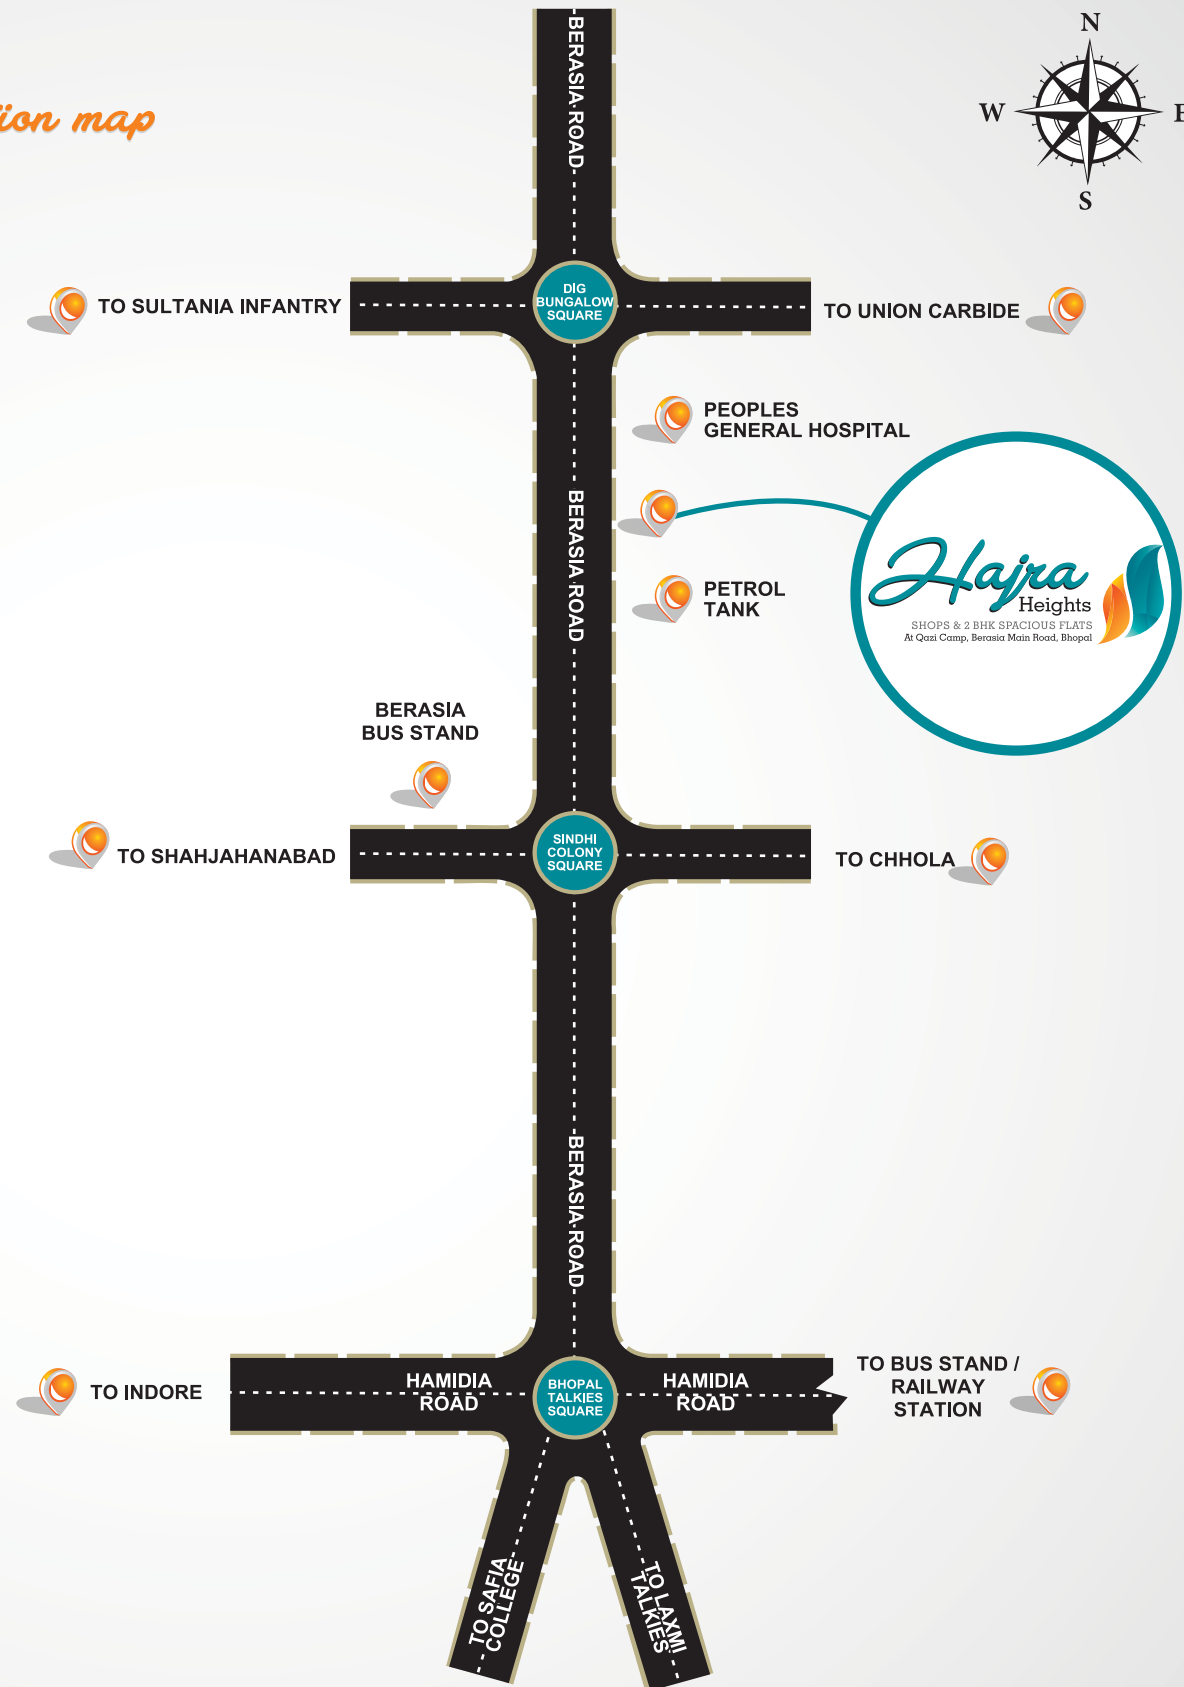 N
W
E
S
tion map
BERASIA ROAD
DIG
BUNGALOW
SQUARE
TO SULTANIA INFANTRY
TO UNION CARBIDE
PEOPLES
GENERAL HOSPITAL
BERASIA ROAD
Hajra
Heights
SHOPS & 2 BHK SPACIOUS FLATS
At Qazi Camp, Berasia Main Road, Bhopal
PETROL
TANK
BERASIA
BUS STAND
SINDHI
COLONY
SQUARE
TO SHAHJAHANABAD
TO CHHOLA
BERASIA ROAD
TO INDORE
HAMIDIA
ROAD
BHOPAL
TALKIES
SQUARE
HAMIDIA
ROAD
TO BUS STAND /
RAILWAY
STATION
TO SAFIA
COLLEGE
TO LAXMI
TALKIES